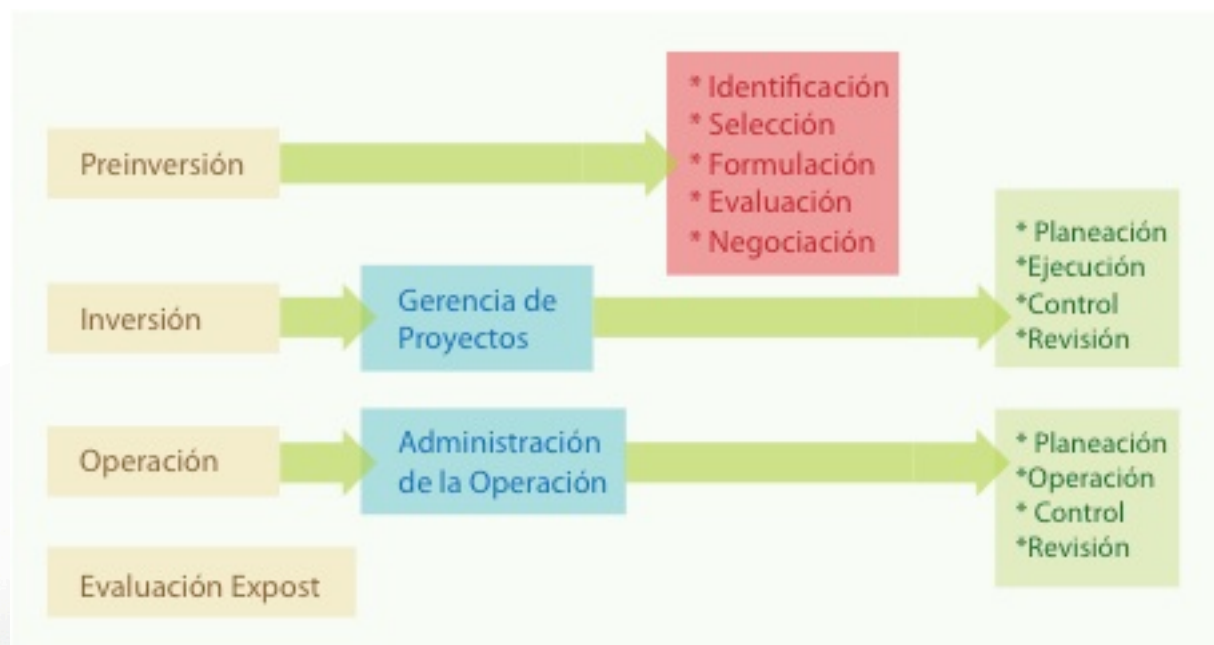 Preinversión
* Identificación
* Selección
* Formulación
* Evaluación
* Negociación
Inversión
Gerencia de
Proyectos
* Planeación
*Ejecución
*Control
*Revisión
Operación
Administración
de la Operación
* Planeación
*Operación
* Control
*Revisión
Evaluación Expost